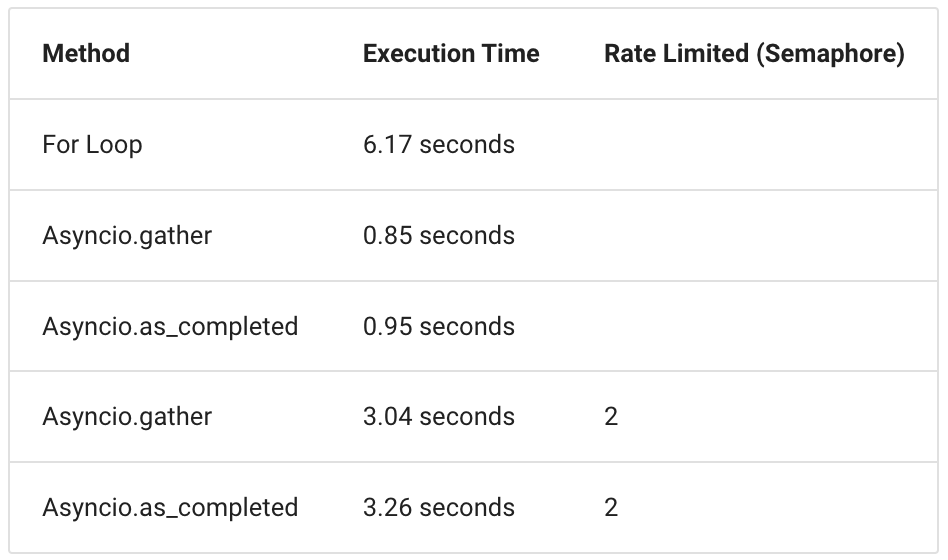 Method Execution Time Rate Limited (Semaphore)
For Loop 6.17 seconds
Asyncio.gather 0.85 seconds
Asyncio.as_completed 0.95 seconds
Asyncio.gather 3.04 seconds 2
Asyncio.as_completed 3.26 seconds 2